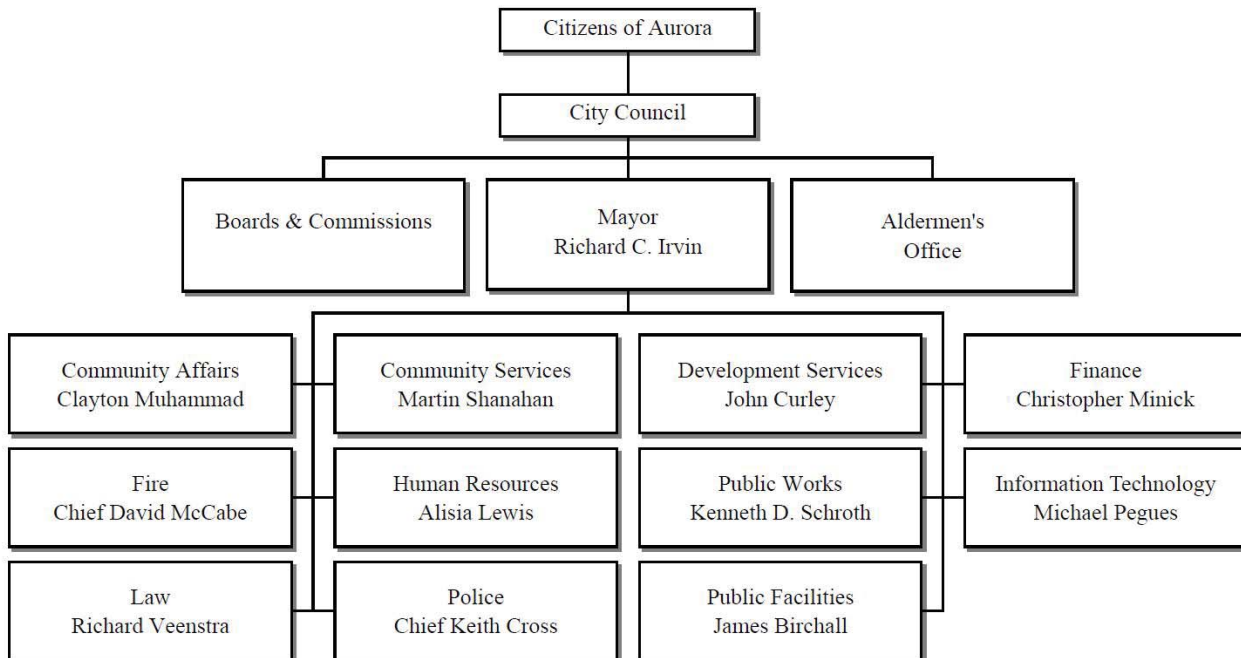 Citizens of Aurora
City Council
Boards & Commissions
Mayor
Richard C. Irvin
Aldermen's
Office
Community Affairs
Clayton Muhammad
Community Services
Martin Shanahan
Development Services
John Curley
Finance
Christopher Minick
Fire
Chief David McCabe
Human Resources
Alisia Lewis
Public Works
Kenneth D. Schroth
Information Technology
Michael Pegues
Law
Richard Veenstra
Police
Chief Keith Cross
Public Facilities
James Birchall